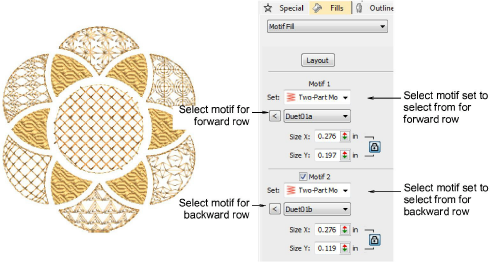 Special Fills Outline
Motif Fill
Layout
Motif 1
Set: Two-Part Mo
Select motif set to
select from for
forward row
Select motif for
forward row
< Duet01a
Size X: 0.276 in
Size Y: 0.197 in
Motif 2
Set: Two-Part Mo
Select motif set to
select from for
backward row
Select motif for
backward row
< Duet01b
Size X: 0.276 in
Size Y: 0.119 in